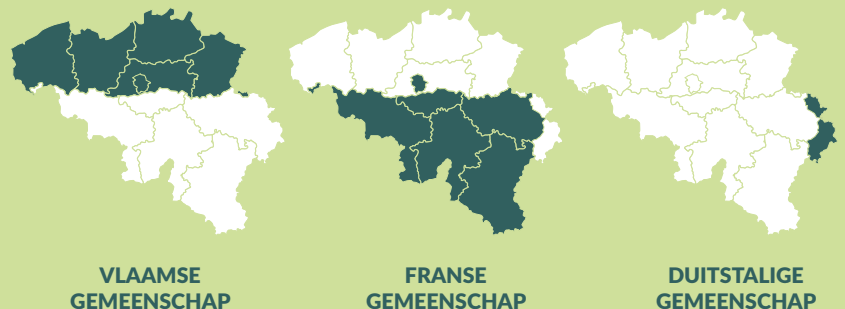 VLAAMSE
GEMEENSCHAP
FRANSE
GEMEENSCHAP
DUITSTALIGE
GEMEENSCHAP